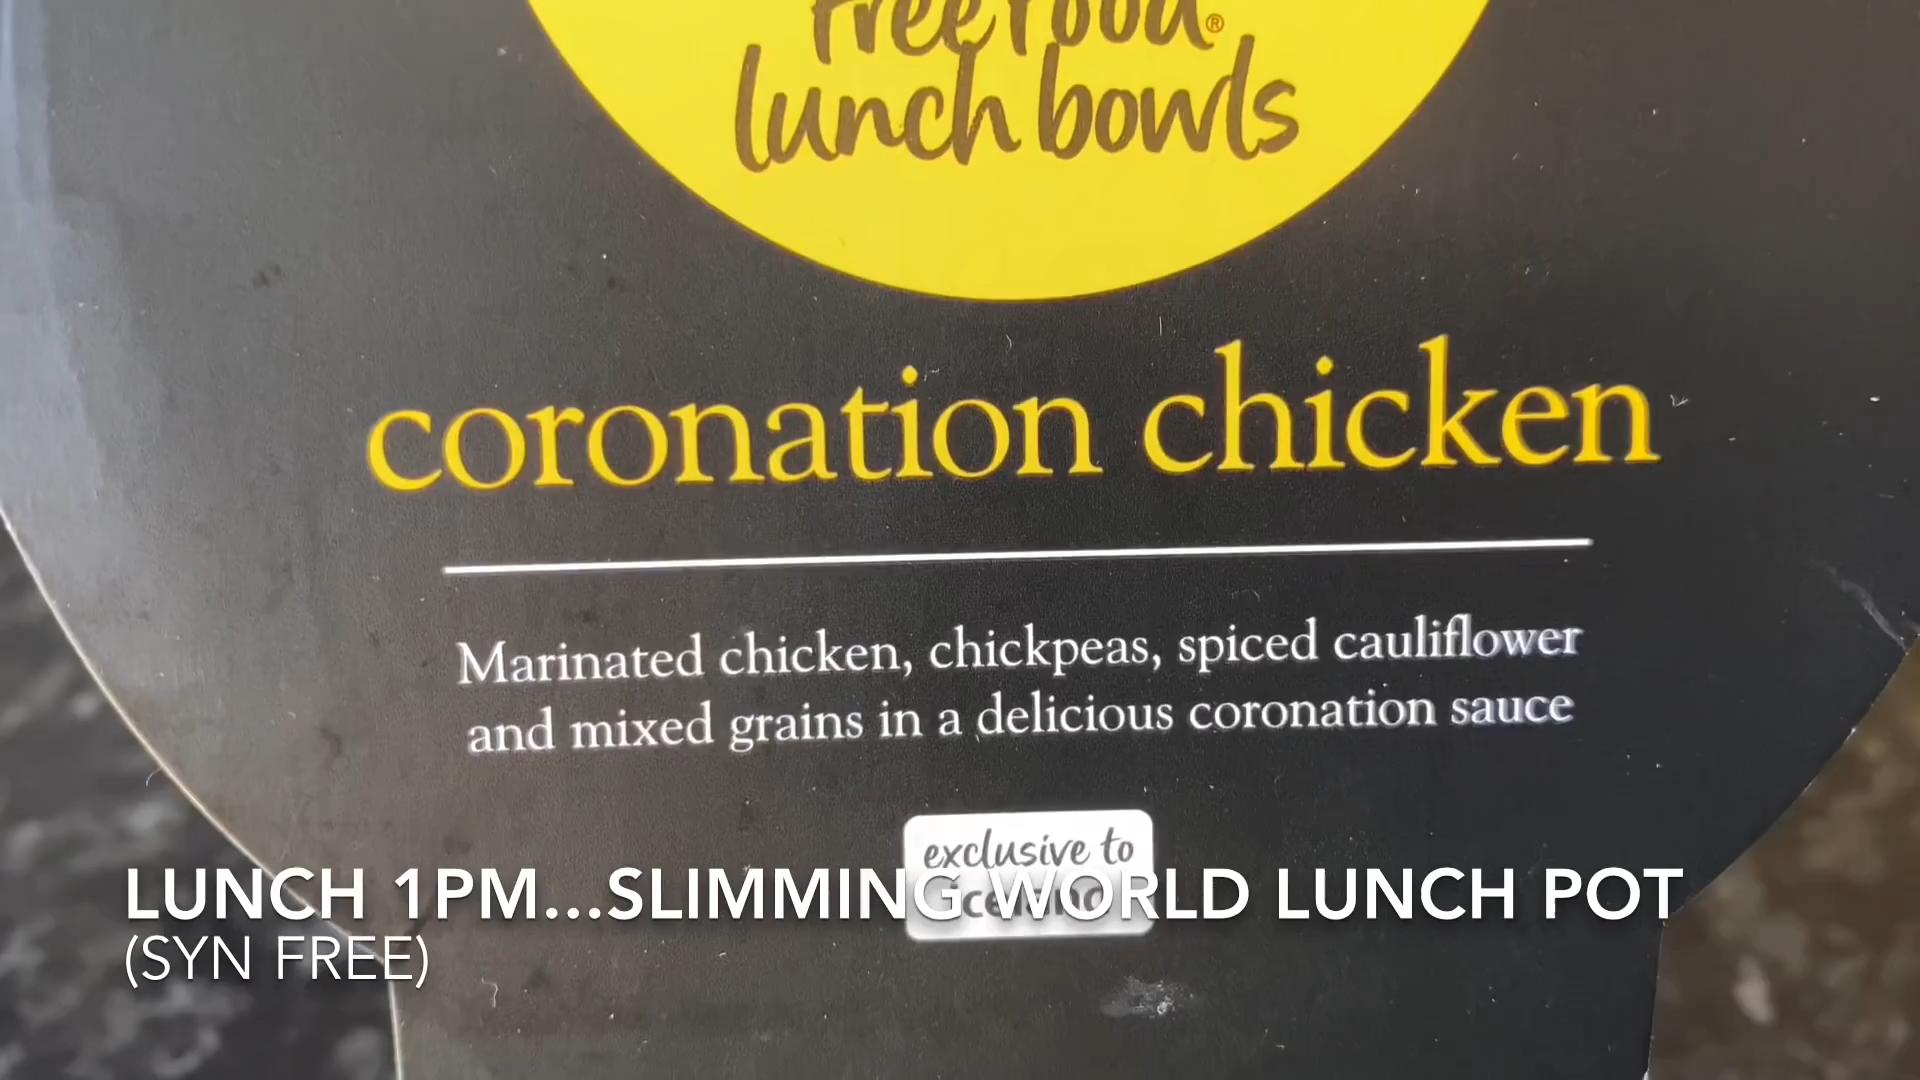 Free Food®
lunch bowls
coronation chicken
Marinated chicken, chickpeas, spiced cauliflower
and mixed grains in a delicious coronation sauce
exclusive to
Iceland
LUNCH 1PM...SLIMMING WORLD LUNCH POT
(SYN FREE)